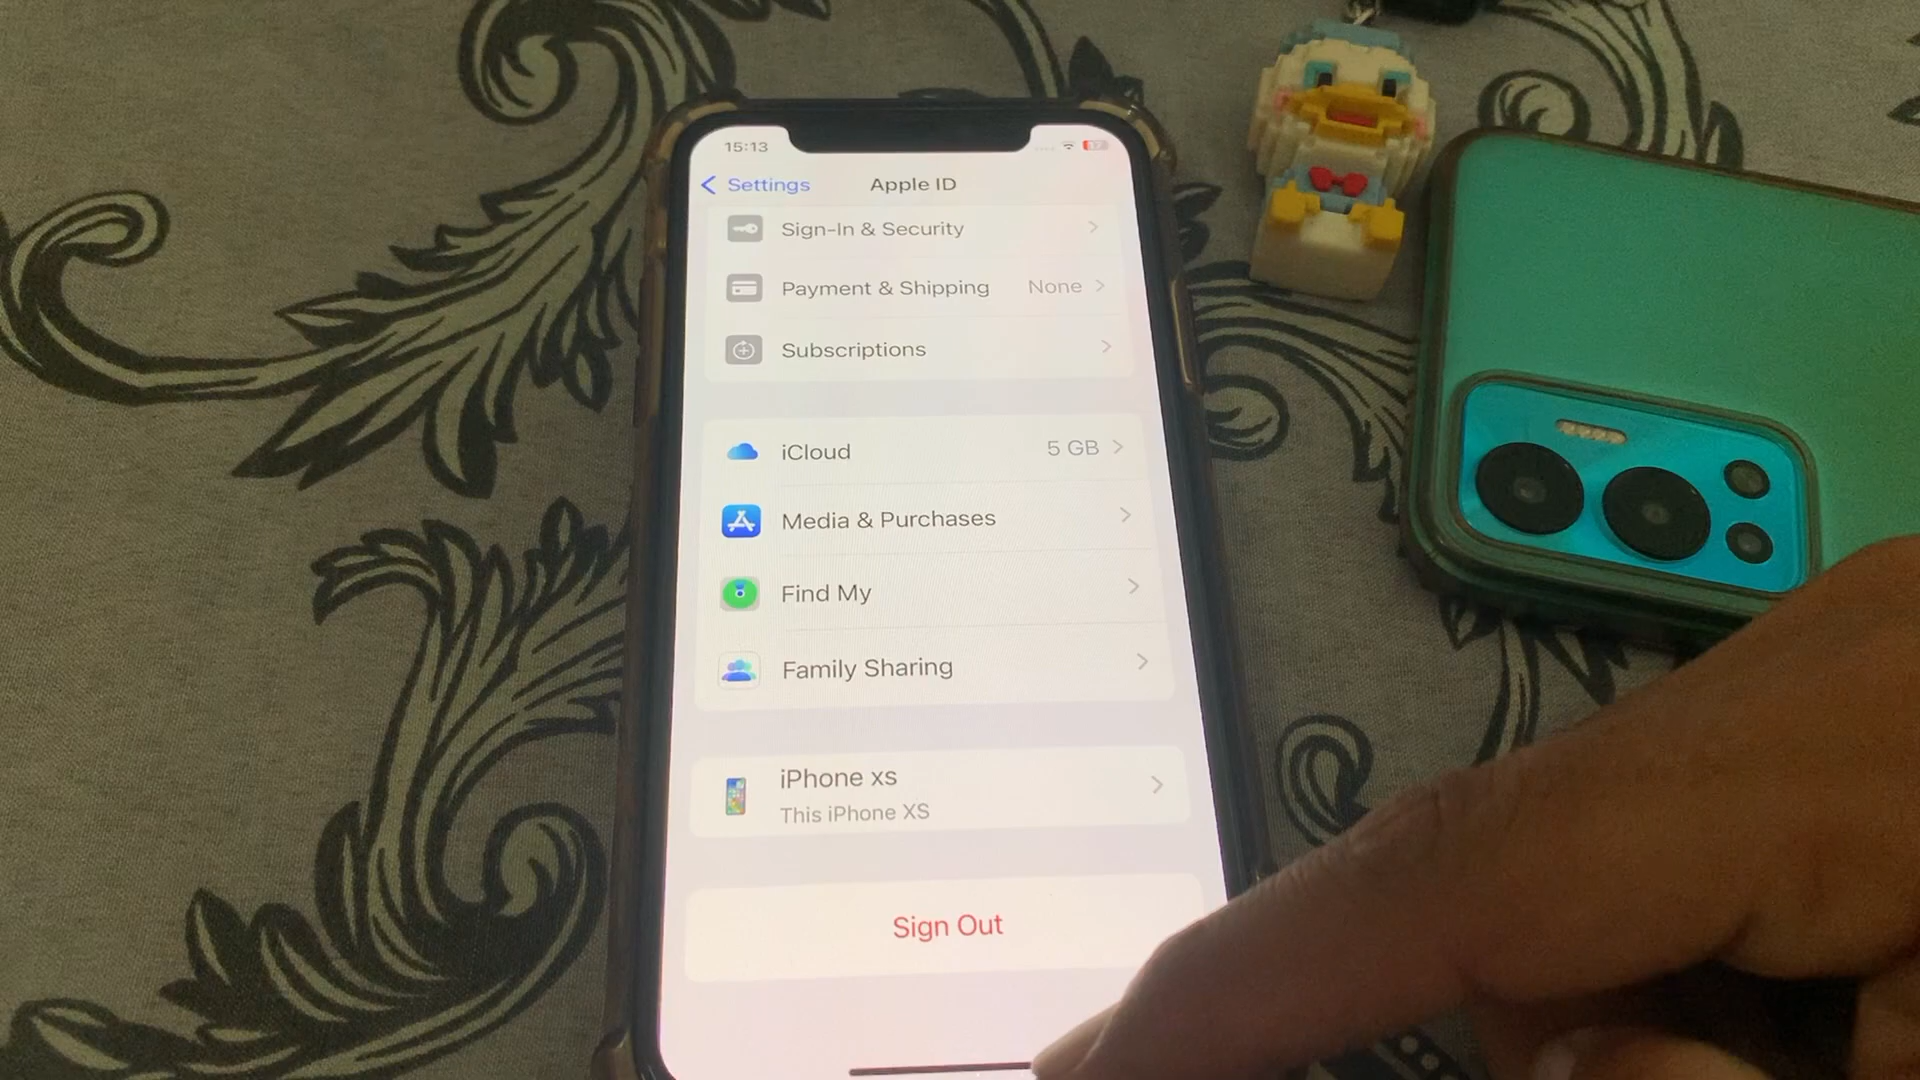 15:13
Settings Apple ID
Sign-In & Security
Payment & Shipping None
Subscriptions
iCloud 5 GB
Media & Purchases
Find My
Family Sharing
iPhone xs
This iPhone XS
Sign Out